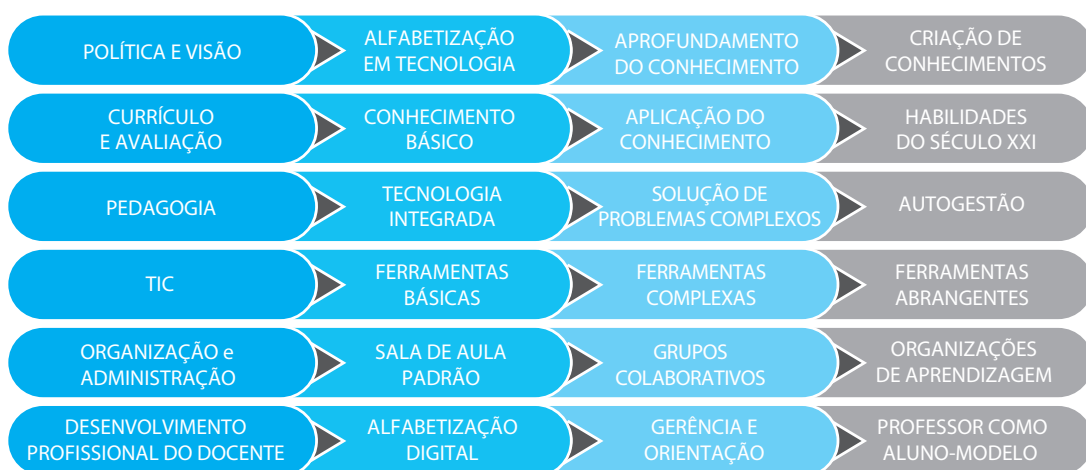 POLÍTICA E VISÃO
ALFABETIZAÇÃO
EM TECNOLOGIA
APROFUNDAMENTO
DO CONHECIMENTO
CRIAÇÃO DE
CONHECIMENTOS
CURRÍCULO
E AVALIAÇÃO
CONHECIMENTO
BÁSICO
APLICAÇÃO DO
CONHECIMENTO
HABILIDADES
DO SÉCULO XXI
PEDAGOGIA
TECNOLOGIA
INTEGRADA
SOLUÇÃO DE
PROBLEMAS COMPLEXOS
AUTOGESTÃO
TIC
FERRAMENTAS
BÁSICAS
FERRAMENTAS
COMPLEXAS
FERRAMENTAS
ABRANGENTES
ORGANIZAÇÃO e
ADMINISTRAÇÃO
SALA DE AULA
PADRÃO
GRUPOS
COLABORATIVOS
ORGANIZAÇÕES
DE APRENDIZAGEM
DESENVOLVIMENTO
PROFISSIONAL DO DOCENTE
ALFABETIZAÇÃO
DIGITAL
GERÊNCIA E
ORIENTAÇÃO
PROFESSOR COMO
ALUNO-MODELO